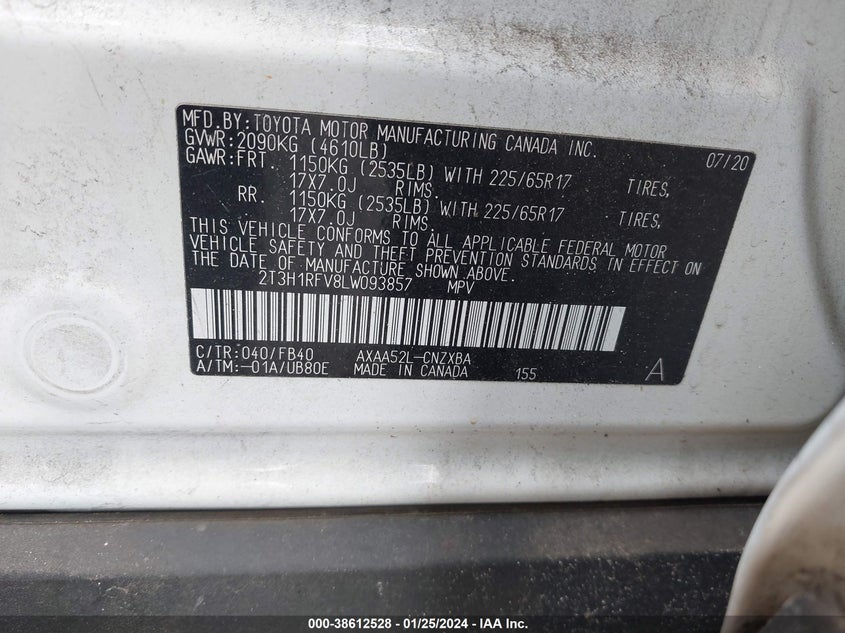 MFD.BY:TOYOTA MOTOR MANUFACTURING CANADA INC. 07/20
GVWR:2090KG (4610LB)
GAWR:FRT. 1150KG (2535LB) WITH 225/65R17 TIRES,
17X7.0J RIMS.
RR. 1150KG (2535LB) WITH 225/65R17 TIRES,
17X7.0J RIMS.
THIS VEHICLE CONFORMS TO ALL APPLICABLE FEDERAL MOTOR
VEHICLE SAFETY AND THEFT PREVENTION STANDARDS IN EFFECT ON
THE DATE OF MANUFACTURE SHOWN ABOVE.
2T3H1RFV8LW093857 MPV
C/TR:040/FB40 AXAA52L-CNZXBA
A/TM:-01A/UB80E MADE IN CANADA 155 A
000-38612528 - 01/25/2024 - IAAI.com